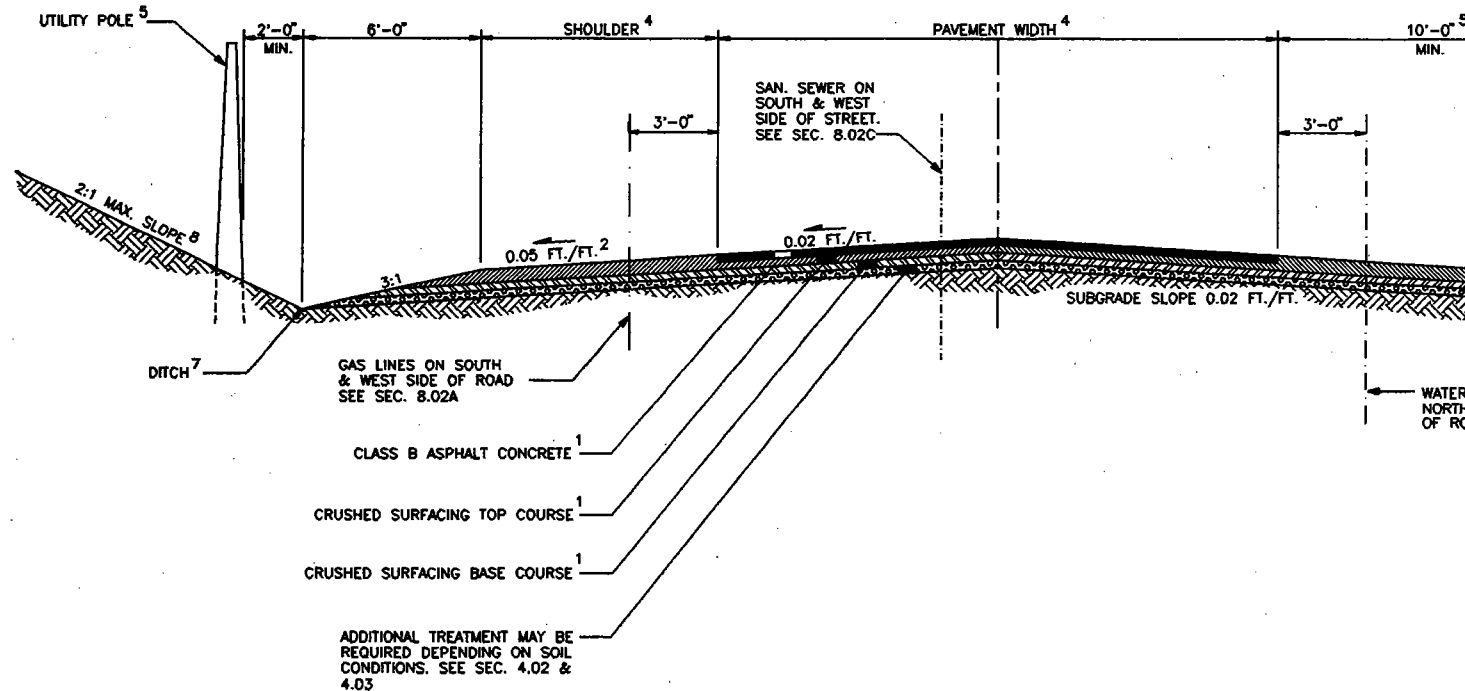 UTILITY POLE 5
2'-0"
MIN.
6'-0"
SHOULDER 4
PAVEMENT WIDTH 4
10'-0" 5
MIN.
SAN. SEWER ON
SOUTH & WEST
SIDE OF STREET.
SEE SEC. 8.02C
3'-0"
3'-0"
2:1 MAX. SLOPE 8
0.05 FT./FT. 2
0.02 FT./FT.
3:1
SUBGRADE SLOPE 0.02 FT./FT.
DITCH 7
GAS LINES ON SOUTH
& WEST SIDE OF ROAD
SEE SEC. 8.02A
WATER
NORTH
OF RO
CLASS B ASPHALT CONCRETE 1
CRUSHED SURFACING TOP COURSE 1
CRUSHED SURFACING BASE COURSE 1
ADDITIONAL TREATMENT MAY BE
REQUIRED DEPENDING ON SOIL
CONDITIONS. SEE SEC. 4.02 &
4.03